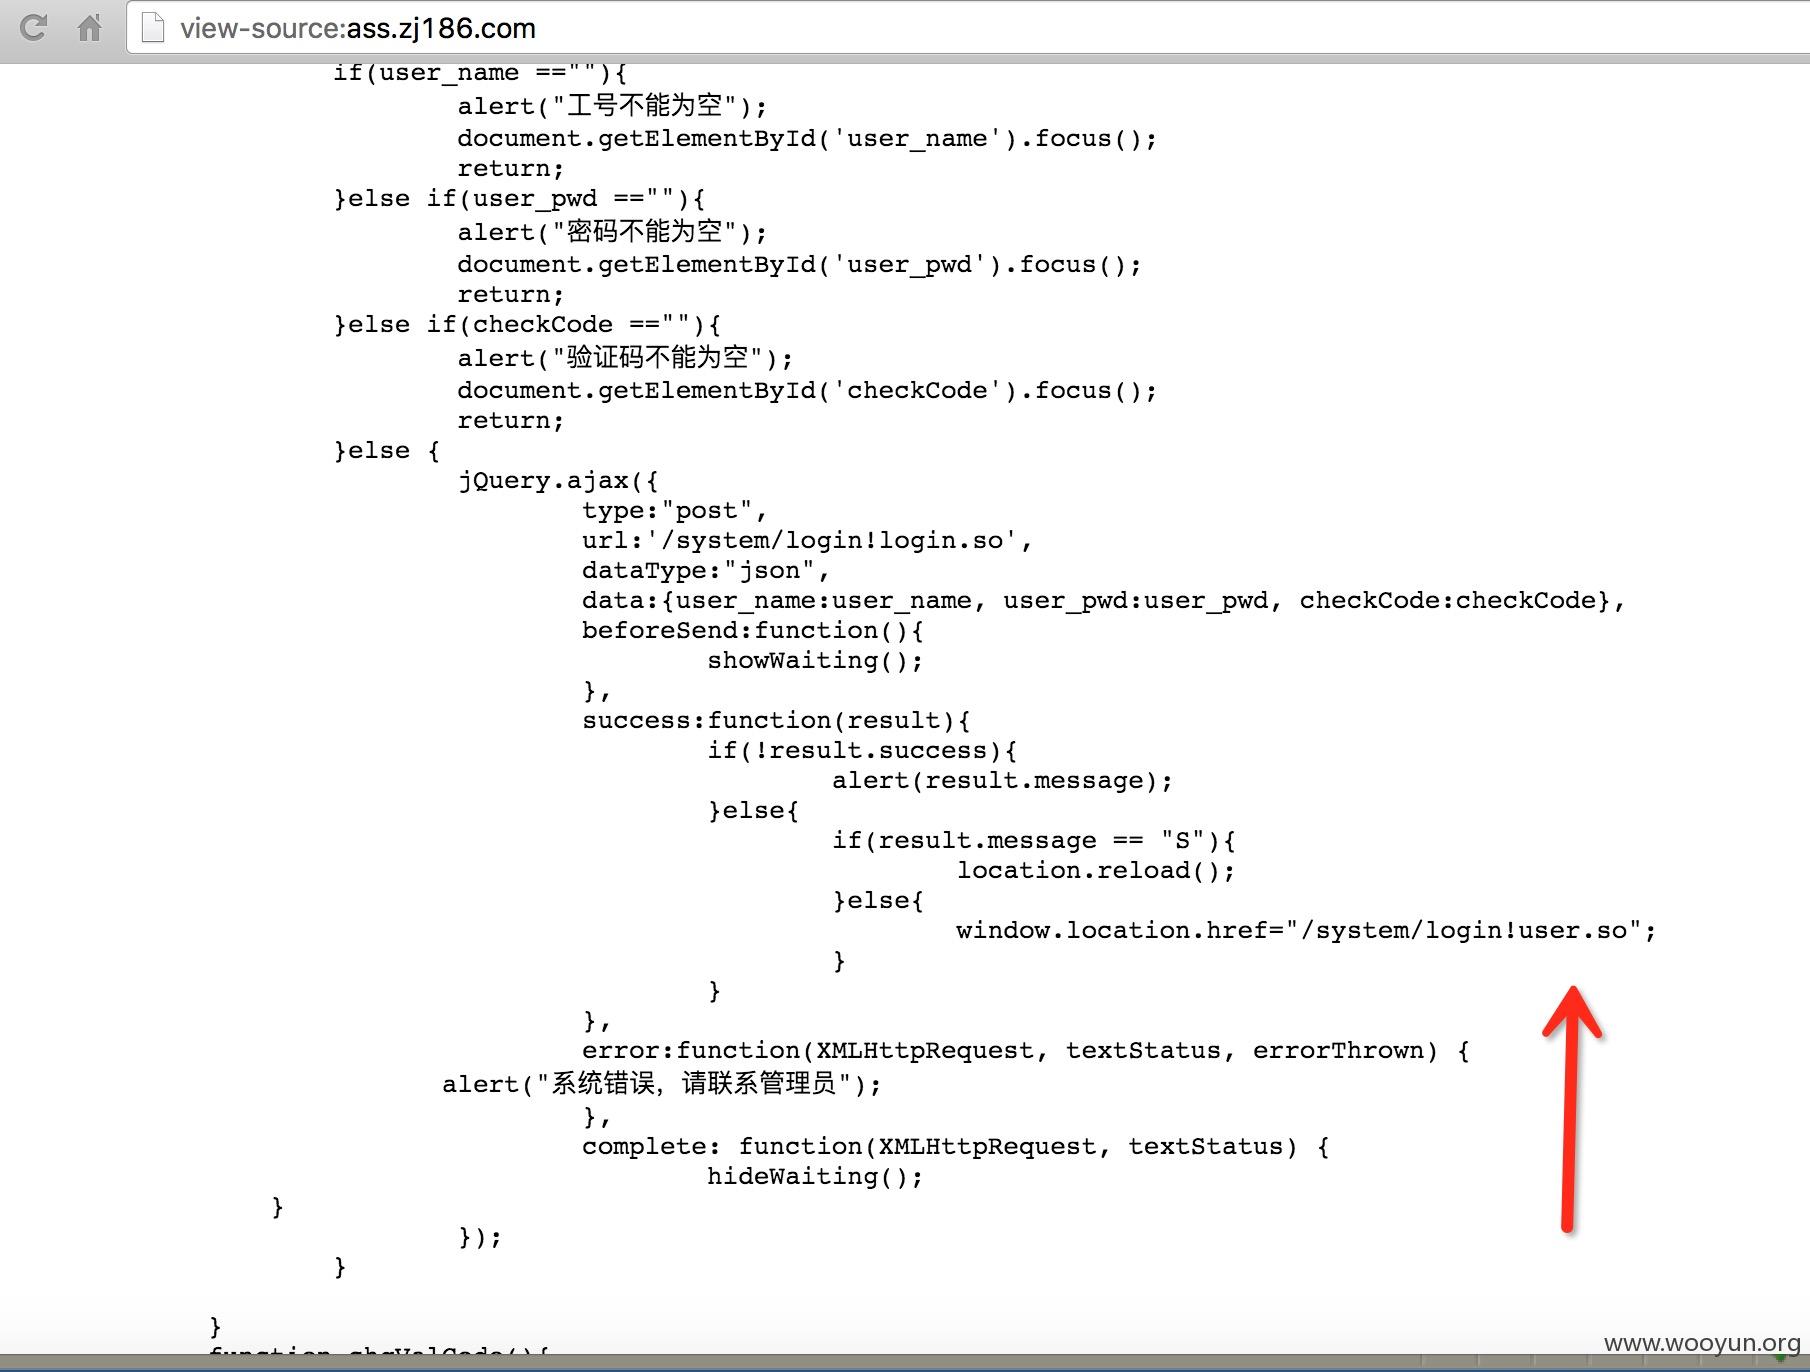 view-source:ass.zj186.com
if(user_name ==""){
alert("工号不能为空");
document.getElementById('user_name').focus();
return;
}else if(user_pwd ==""){
alert("密码不能为空");
document.getElementById('user_pwd').focus();
return;
}else if(checkCode ==""){
alert("验证码不能为空");
document.getElementById('checkCode').focus();
return;
}else {
jQuery.ajax({
type:"post",
url:'/system/login!login.so',
dataType:"json",
data:{user_name:user_name, user_pwd:user_pwd, checkCode:checkCode},
beforeSend:function(){
showWaiting();
},
success:function(result){
if(!result.success){
alert(result.message);
}else{
if(result.message == "S"){
location.reload();
}else{
window.location.href="/system/login!user.so";
}
}
},
error:function(XMLHttpRequest, textStatus, errorThrown) {
alert("系统错误，请联系管理员");
},
complete: function(XMLHttpRequest, textStatus) {
hideWaiting();
}
});
}
}
function chgValCode(){
www.wooyun.org